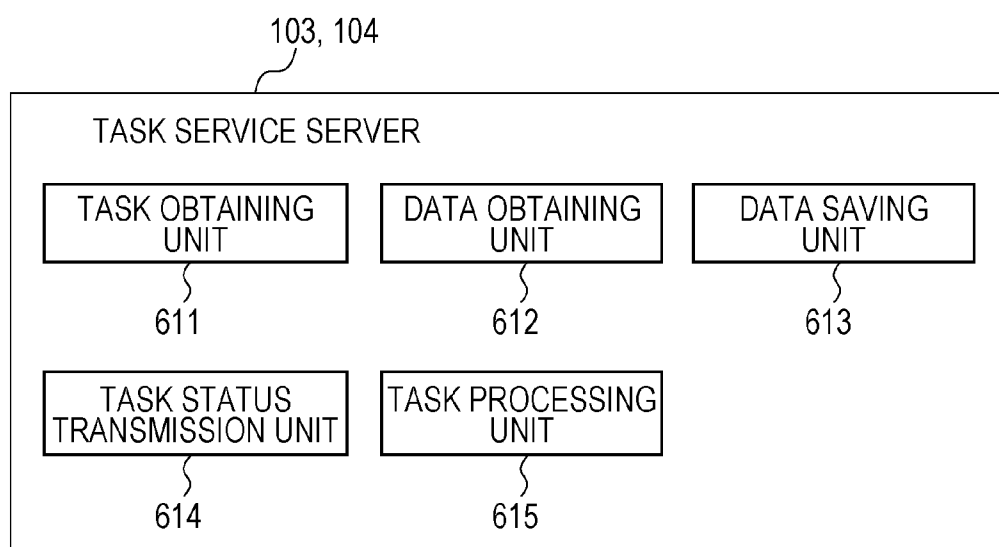 103, 104
TASK SERVICE SERVER
TASK OBTAINING
UNIT
611
DATA OBTAINING
UNIT
612
DATA SAVING
UNIT
613
TASK STATUS
TRANSMISSION UNIT
614
TASK PROCESSING
UNIT
615